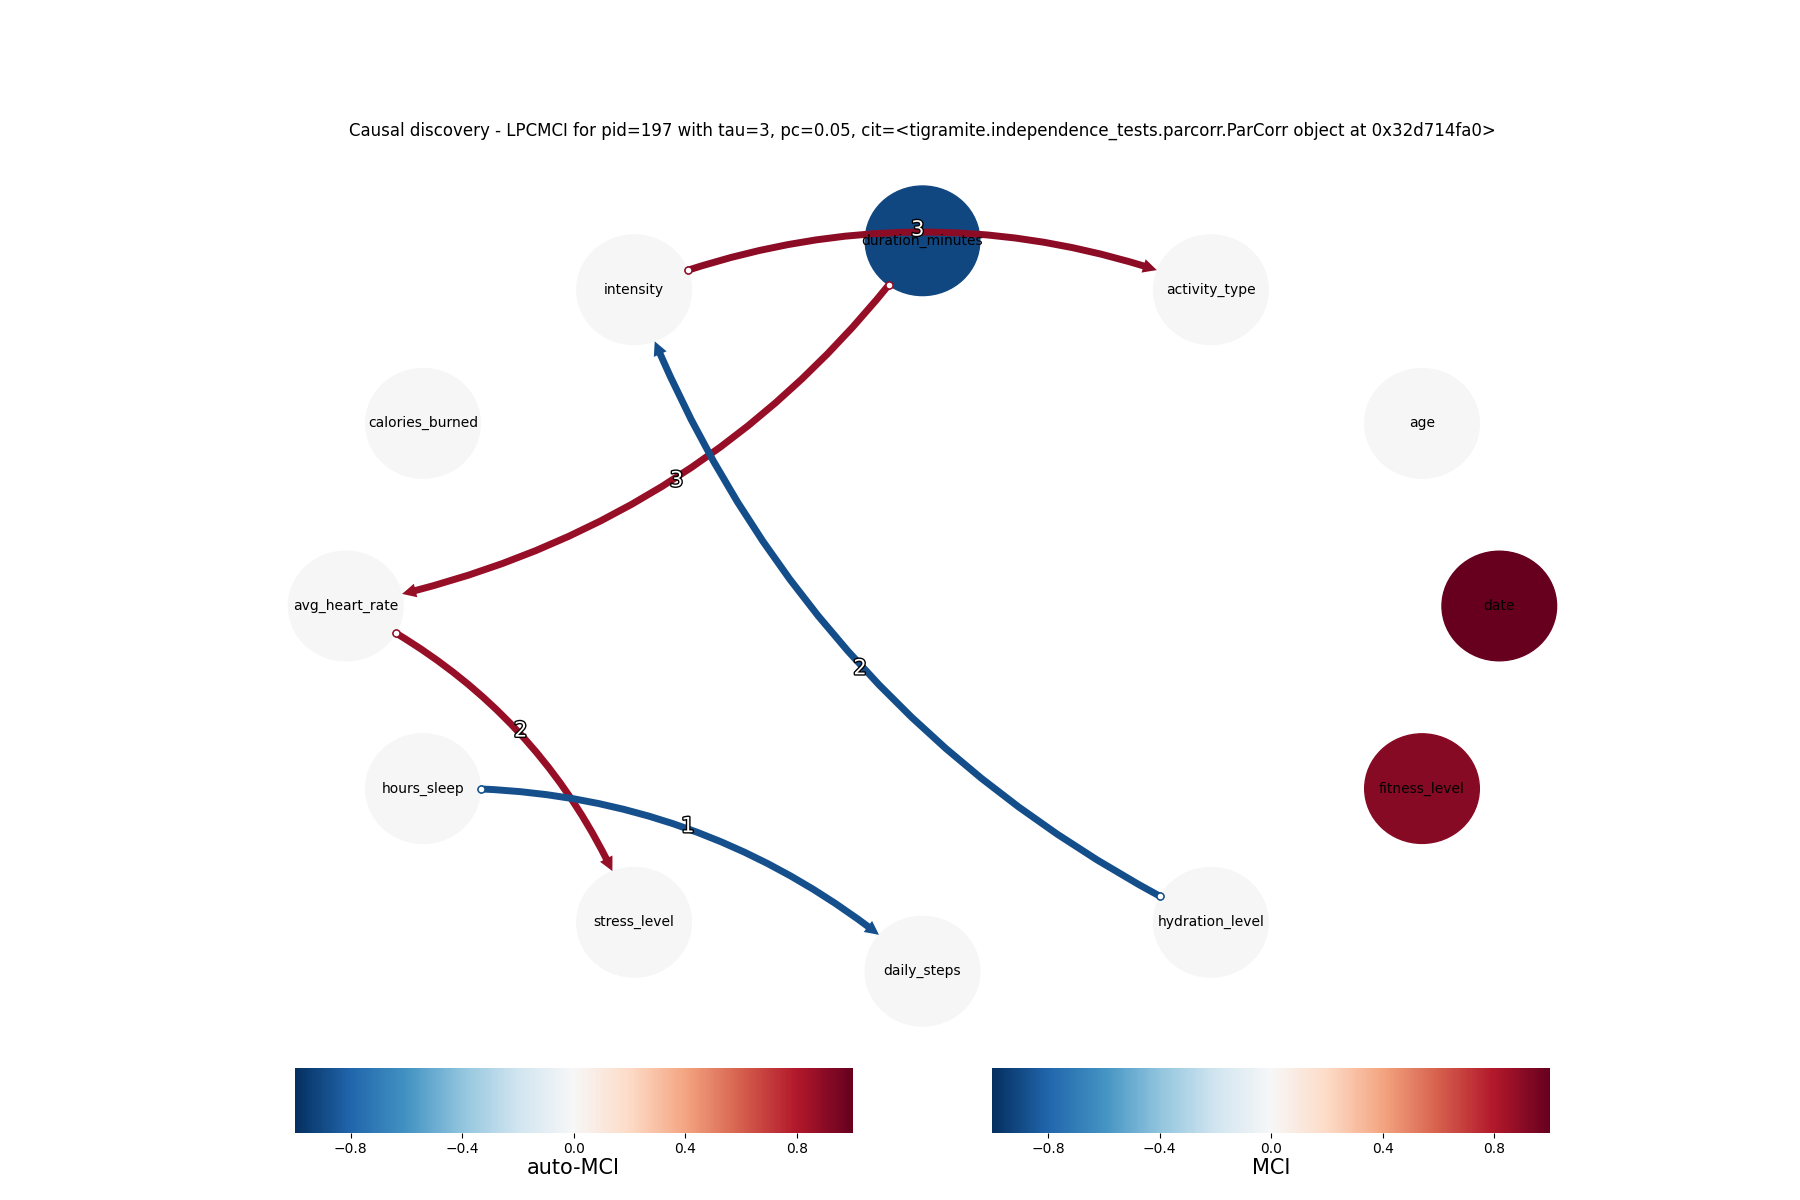 Causal discovery - LPCMCI for pid=197 with tau=3, pc=0.05, cit=<tigramite.independence_tests.parcorr.ParCorr object at 0x32d714fa0>
3
duration_minutes
intensity
activity_type
calories_burned
age
3
avg_heart_rate
date
2
2
hours_sleep
fitness_level
1
stress_level
hydration_level
daily_steps
−0.8 −0.4 0.0 0.4 0.8
auto-MCI
−0.8 −0.4 0.0 0.4 0.8
MCI